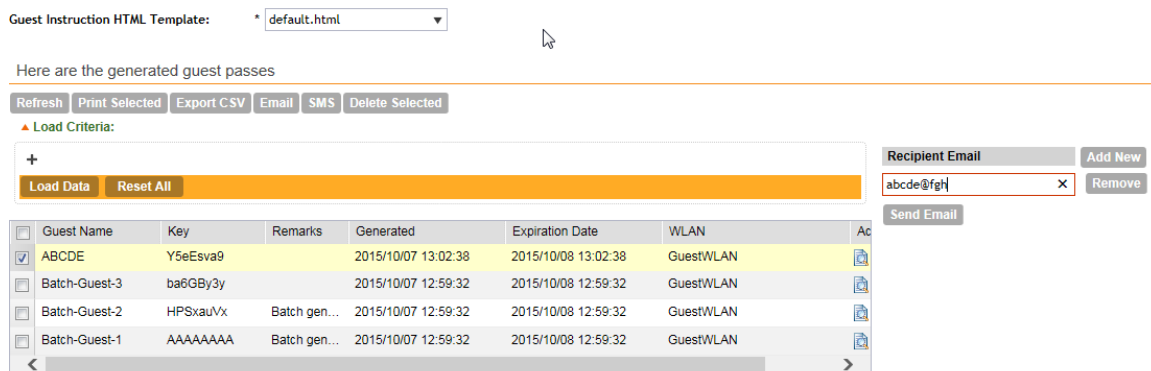 Guest Instruction HTML Template: * default.html
Here are the generated guest passes
Refresh Print Selected Export CSV Email SMS Delete Selected
Load Criteria:
+
Load Data Reset All
Recipient Email Add New
abcde@fgh × Remove
Send Email
Guest Name Key Remarks Generated Expiration Date WLAN Ac
ABCDE Y5eEsva9 2015/10/07 13:02:38 2015/10/08 13:02:38 GuestWLAN
Batch-Guest-3 ba6GBy3y 2015/10/07 12:59:32 2015/10/08 12:59:32 GuestWLAN
Batch-Guest-2 HPSxauVx Batch gen... 2015/10/07 12:59:32 2015/10/08 12:59:32 GuestWLAN
Batch-Guest-1 AAAAAAAA Batch gen... 2015/10/07 12:59:32 2015/10/08 12:59:32 GuestWLAN